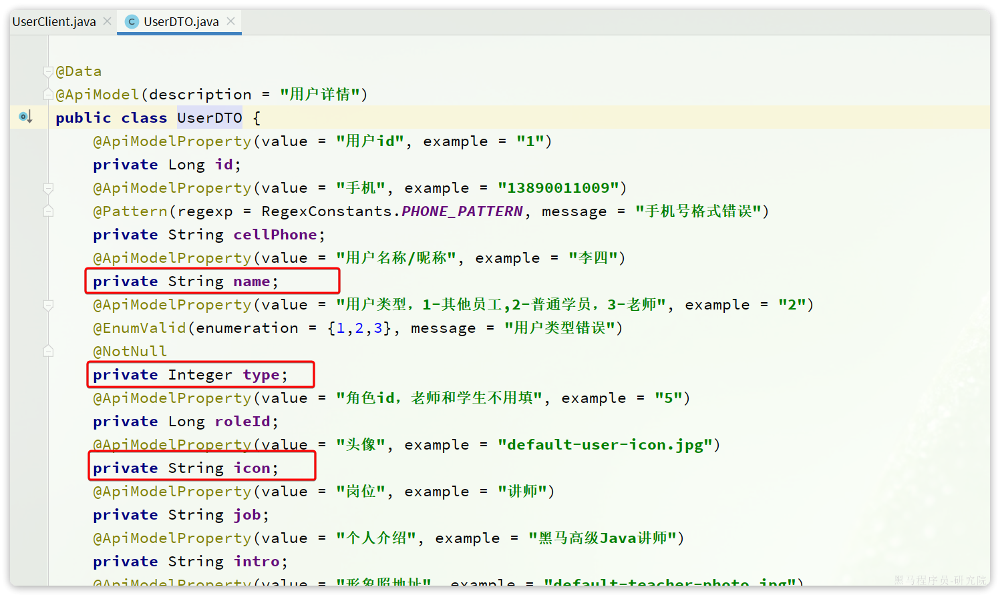 UserClient.java UserDTO.java
@Data
@ApiModel(description = "用户详情")
public class UserDTO {
@ApiModelProperty(value = "用户id", example = "1")
private Long id;
@ApiModelProperty(value = "手机", example = "13890011009")
@Pattern(regexp = RegexConstants.PHONE_PATTERN, message = "手机号格式错误")
private String cellPhone;
@ApiModelProperty(value = "用户名称/昵称", example = "李四")
private String name;
@ApiModelProperty(value = "用户类型，1-其他员工,2-普通学员，3-老师", example = "2")
@EnumValid(enumeration = {1,2,3}, message = "用户类型错误")
@NotNull
private Integer type;
@ApiModelProperty(value = "角色id，老师和学生不用填", example = "5")
private Long roleId;
@ApiModelProperty(value = "头像", example = "default-user-icon.jpg")
private String icon;
@ApiModelProperty(value = "岗位", example = "讲师")
private String job;
@ApiModelProperty(value = "个人介绍", example = "黑马高级Java讲师")
private String intro;
@ApiModelProperty(value = "形象照地址", example = "default-teacher-photo.jpg")
黑马程序员-研究院